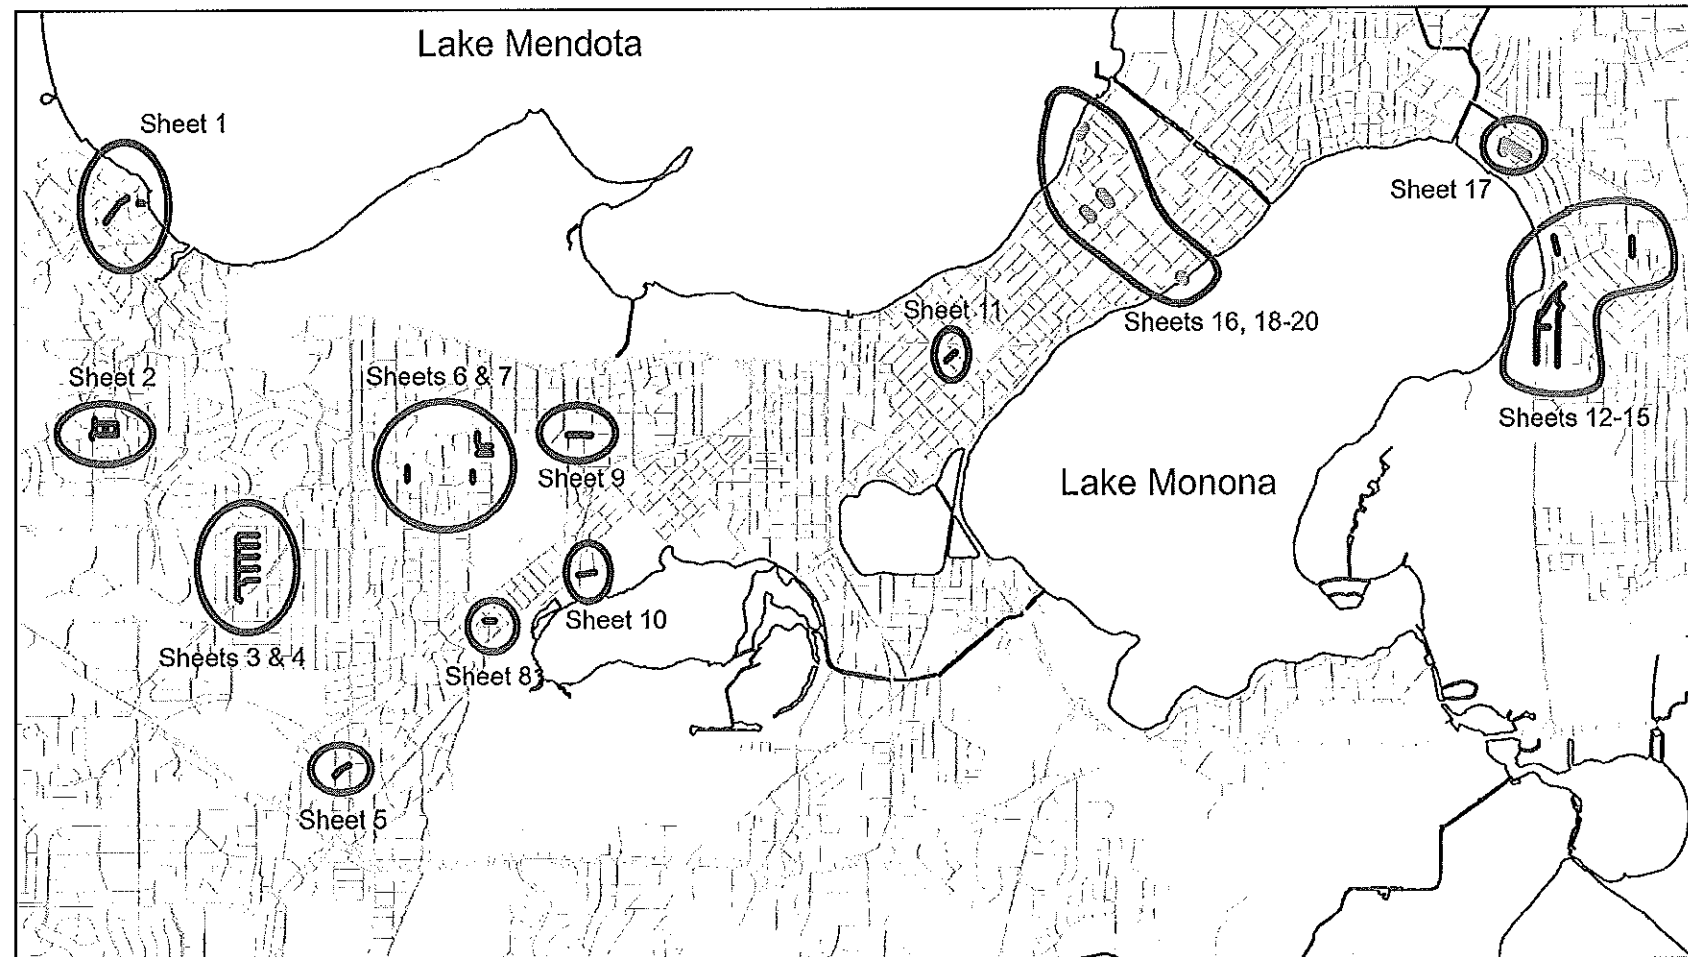 Lake Mendota
Sheet 1
Sheet 17
Sheet 11
Sheets 16, 18-20
Sheet 2
Sheets 6 & 7
Sheets 12-15
Sheet 9
Lake Monona
Sheet 10
Sheets 3 & 4
Sheet 8
Sheet 5